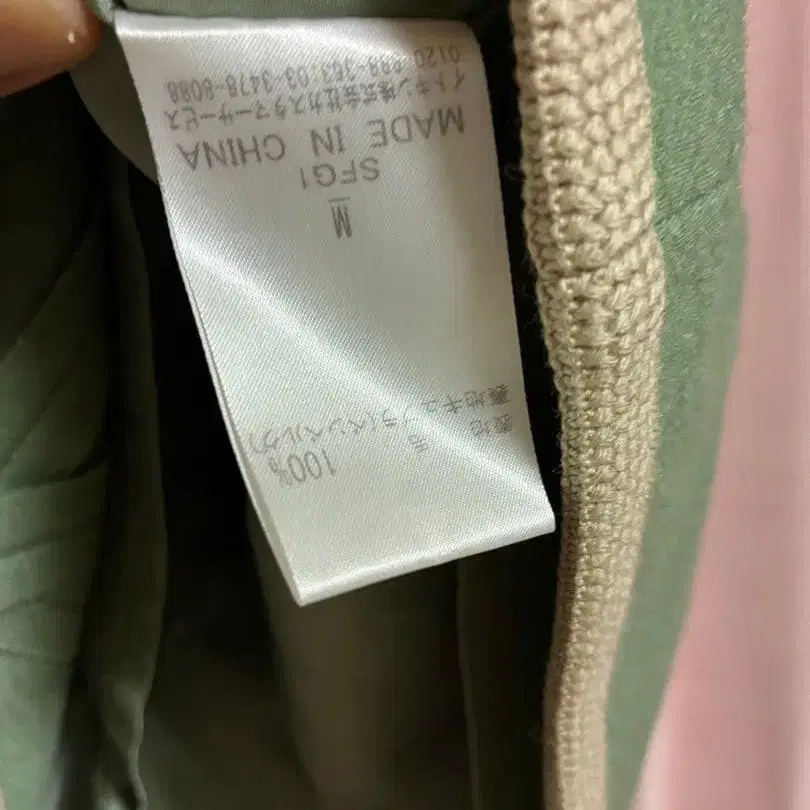 表地 毛 100%
裏地キュプラ(ベンベルグ)
M
SFG1
MADE IN CHINA
イトキン株式会社カスタマーサービス
0120-888-363:03-3478-8088